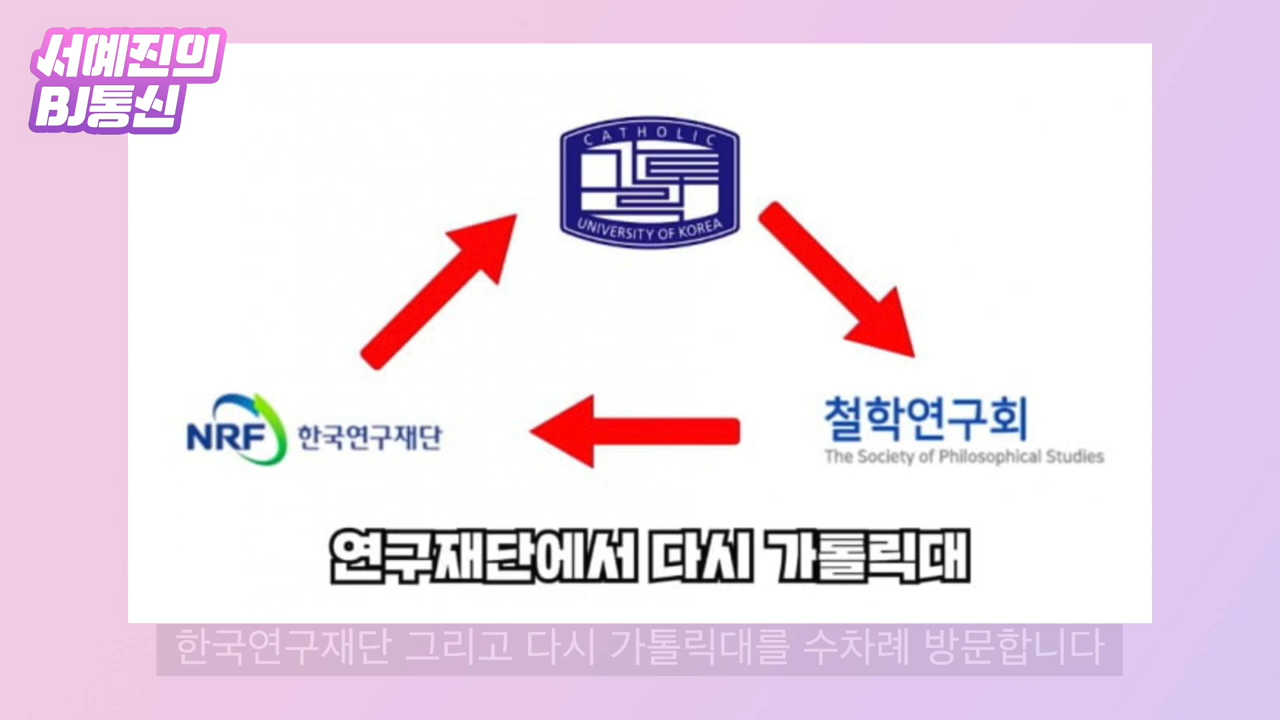 서예진의
BJ통신
CATHOLIC
가톨릭
UNIVERSITY OF KOREA
NRF 한국연구재단
철학연구회
The Society of Philosophical Studies
연구재단에서 다시 가톨릭대
한국연구재단 그리고 다시 가톨릭대를 수차례 방문합니다